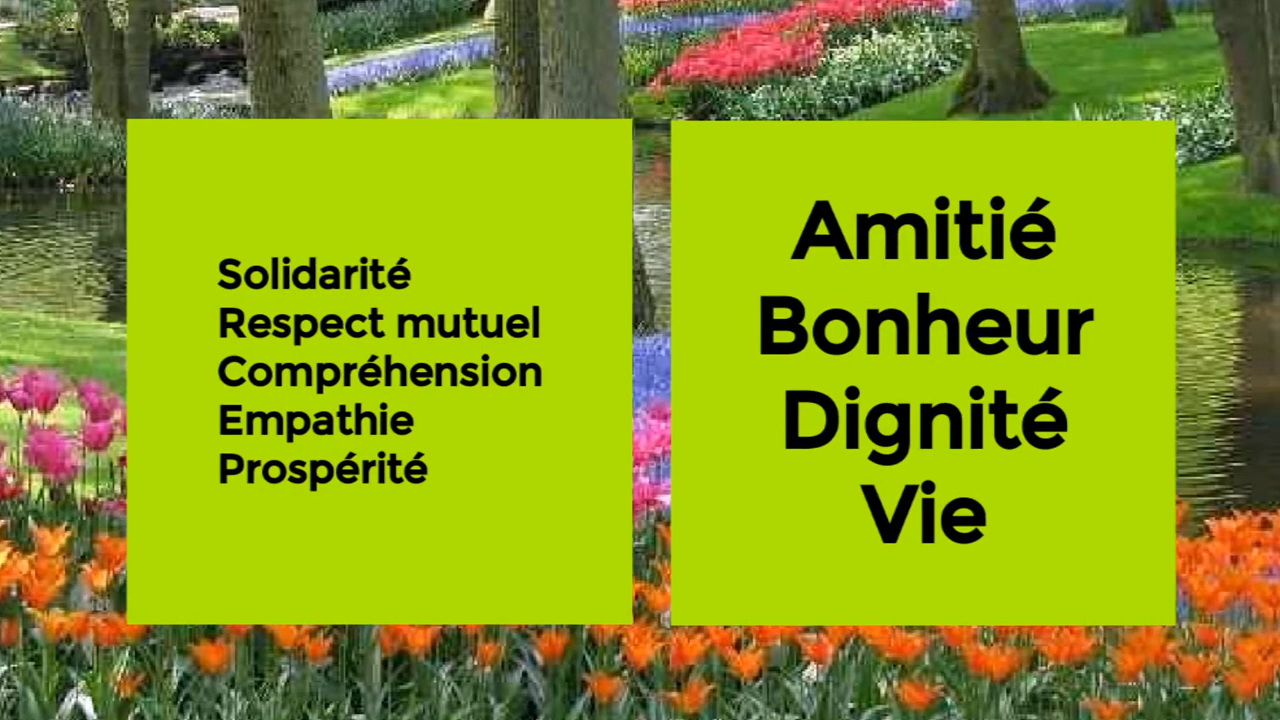 Solidarité
Respect mutuel
Compréhension
Empathie
Prospérité
Amitié
Bonheur
Dignité
Vie